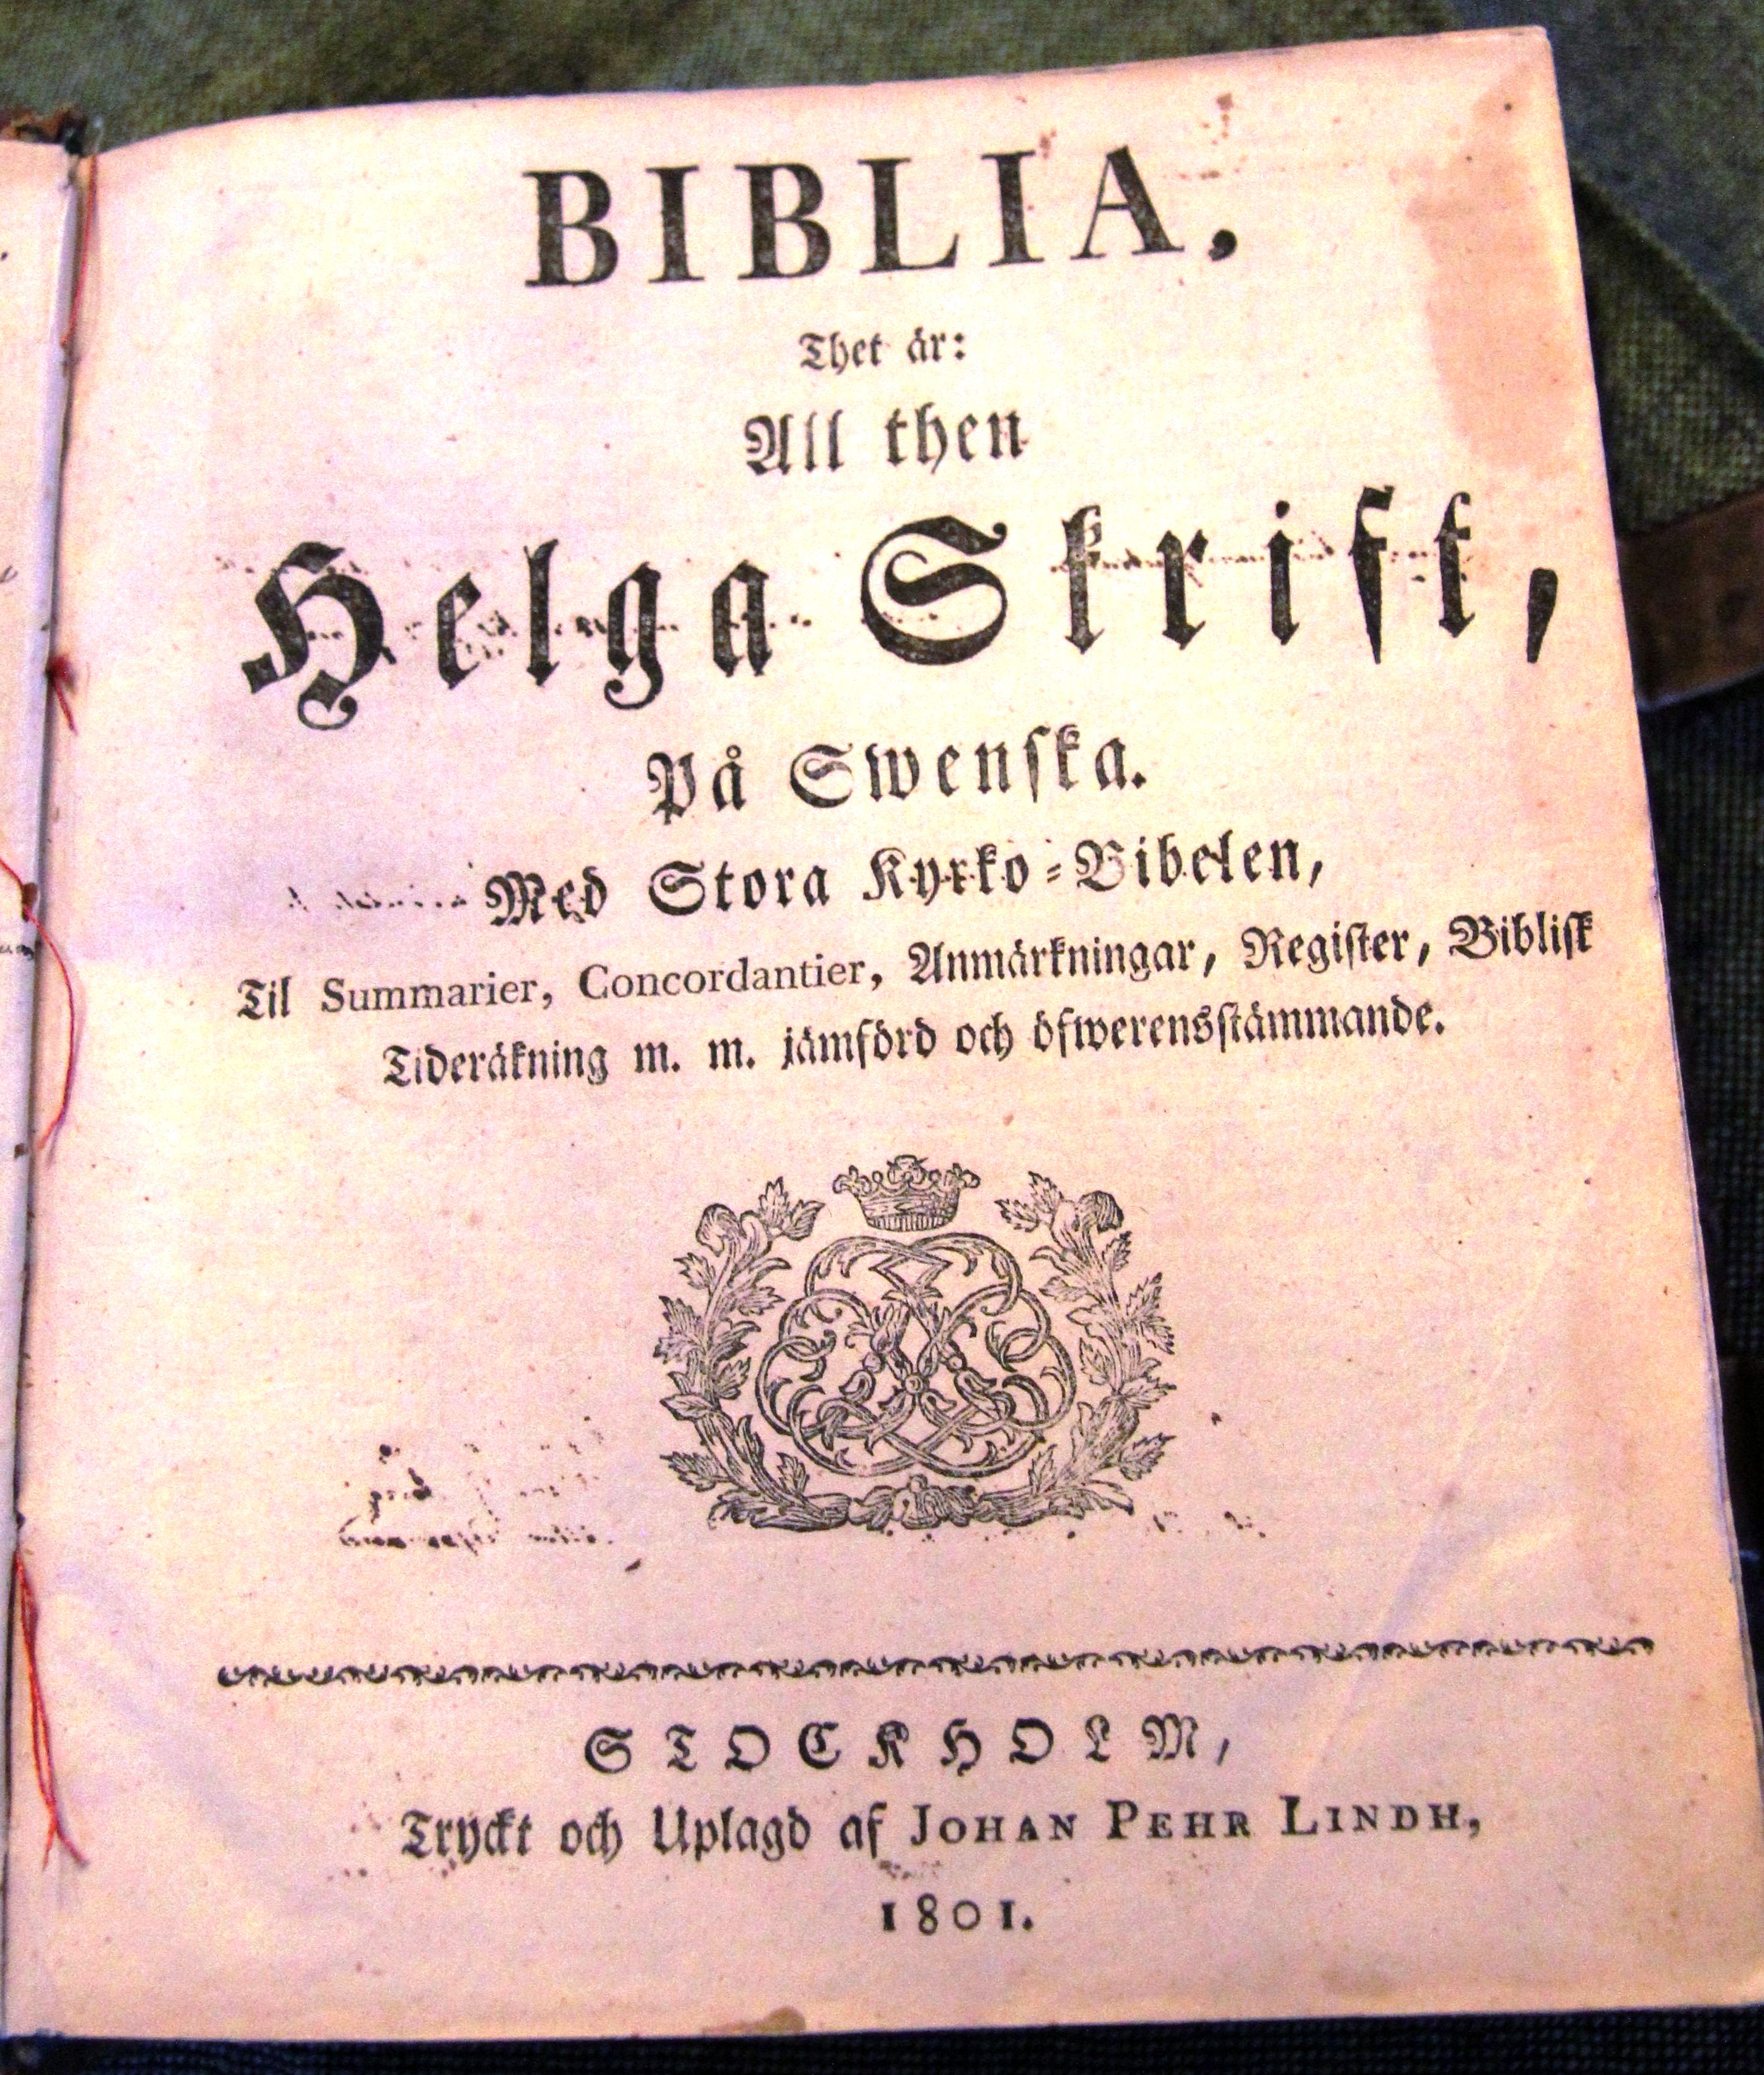 BIBLIA,
Thet är:
All then
Helga Skrift,
På Swenska.
Med Stora Kyrko-Bibelen,
Til Summarier, Concordantier, Anmärkningar, Register, Biblisk
Tideräkning m. m. jämförd och öfwerensstämmande.
STOCKHOLM,
Tryckt och Uplagd af JOHAN PEHR LINDH,
1801.